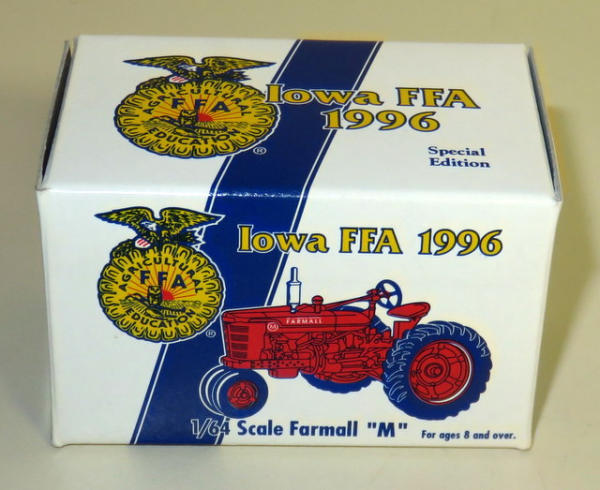 AGRICULTURAL
FFA
EDUCATION
®
Iowa FFA
1996
Special
Edition
AGRICULTURAL
FFA
EDUCATION
®
Iowa FFA 1996
FARMALL
M
1/64 Scale Farmall "M"
For ages 8 and over.